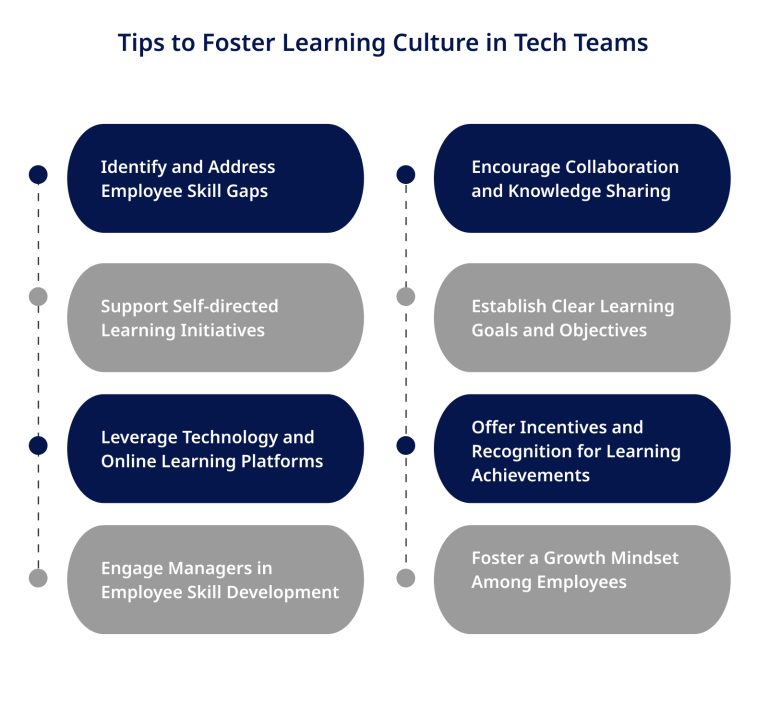 Tips to Foster Learning Culture in Tech Teams
Identify and Address
Employee Skill Gaps
Support Self-directed
Learning Initiatives
Leverage Technology and
Online Learning Platforms
Engage Managers in
Employee Skill Development
Encourage Collaboration
and Knowledge Sharing
Establish Clear Learning
Goals and Objectives
Offer Incentives and
Recognition for Learning
Achievements
Foster a Growth Mindset
Among Employees